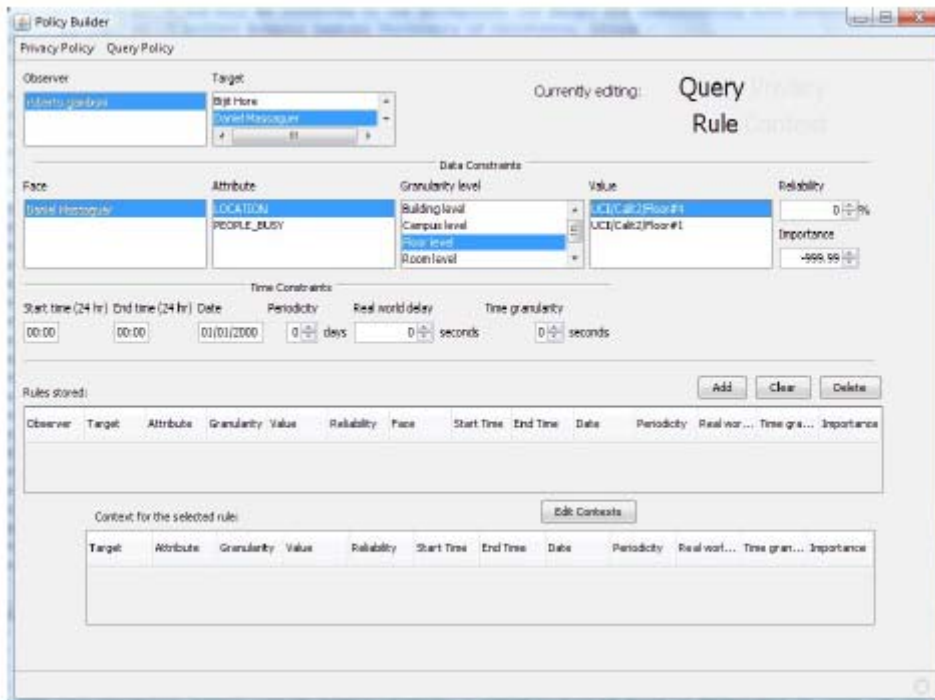 Policy Builder
Privacy Policy Query Policy
Observer Target
Bijit Hore
Daniel Massaguer
Currently editing: Query Privacy
Rule Context
Data Constraints
Face Attribute Granularity level Value Reliability
Daniel Massaguer LOCATION Building level UCI/Calit2/Floor#4 0 %
PEOPLE_BUSY Campus level UCI/Calit2/Floor#1 Importance
Floor level
Room level -999.99
Time Constraints
Start time (24 hr) End time (24 hr) Date Periodicity Real world delay Time granularity
00:00 00:00 01/01/2000 0 days 0 seconds 0 seconds
Rules stored: Add Clear Delete
Observer Target Attribute Granularity Value Reliability Face Start Time End Time Date Periodicity Real wor... Time gra... Importance
Context for the selected rule: Edit Contexts
Target Attribute Granularity Value Reliability Start Time End Time Date Periodicity Real worl... Time gran... Importance